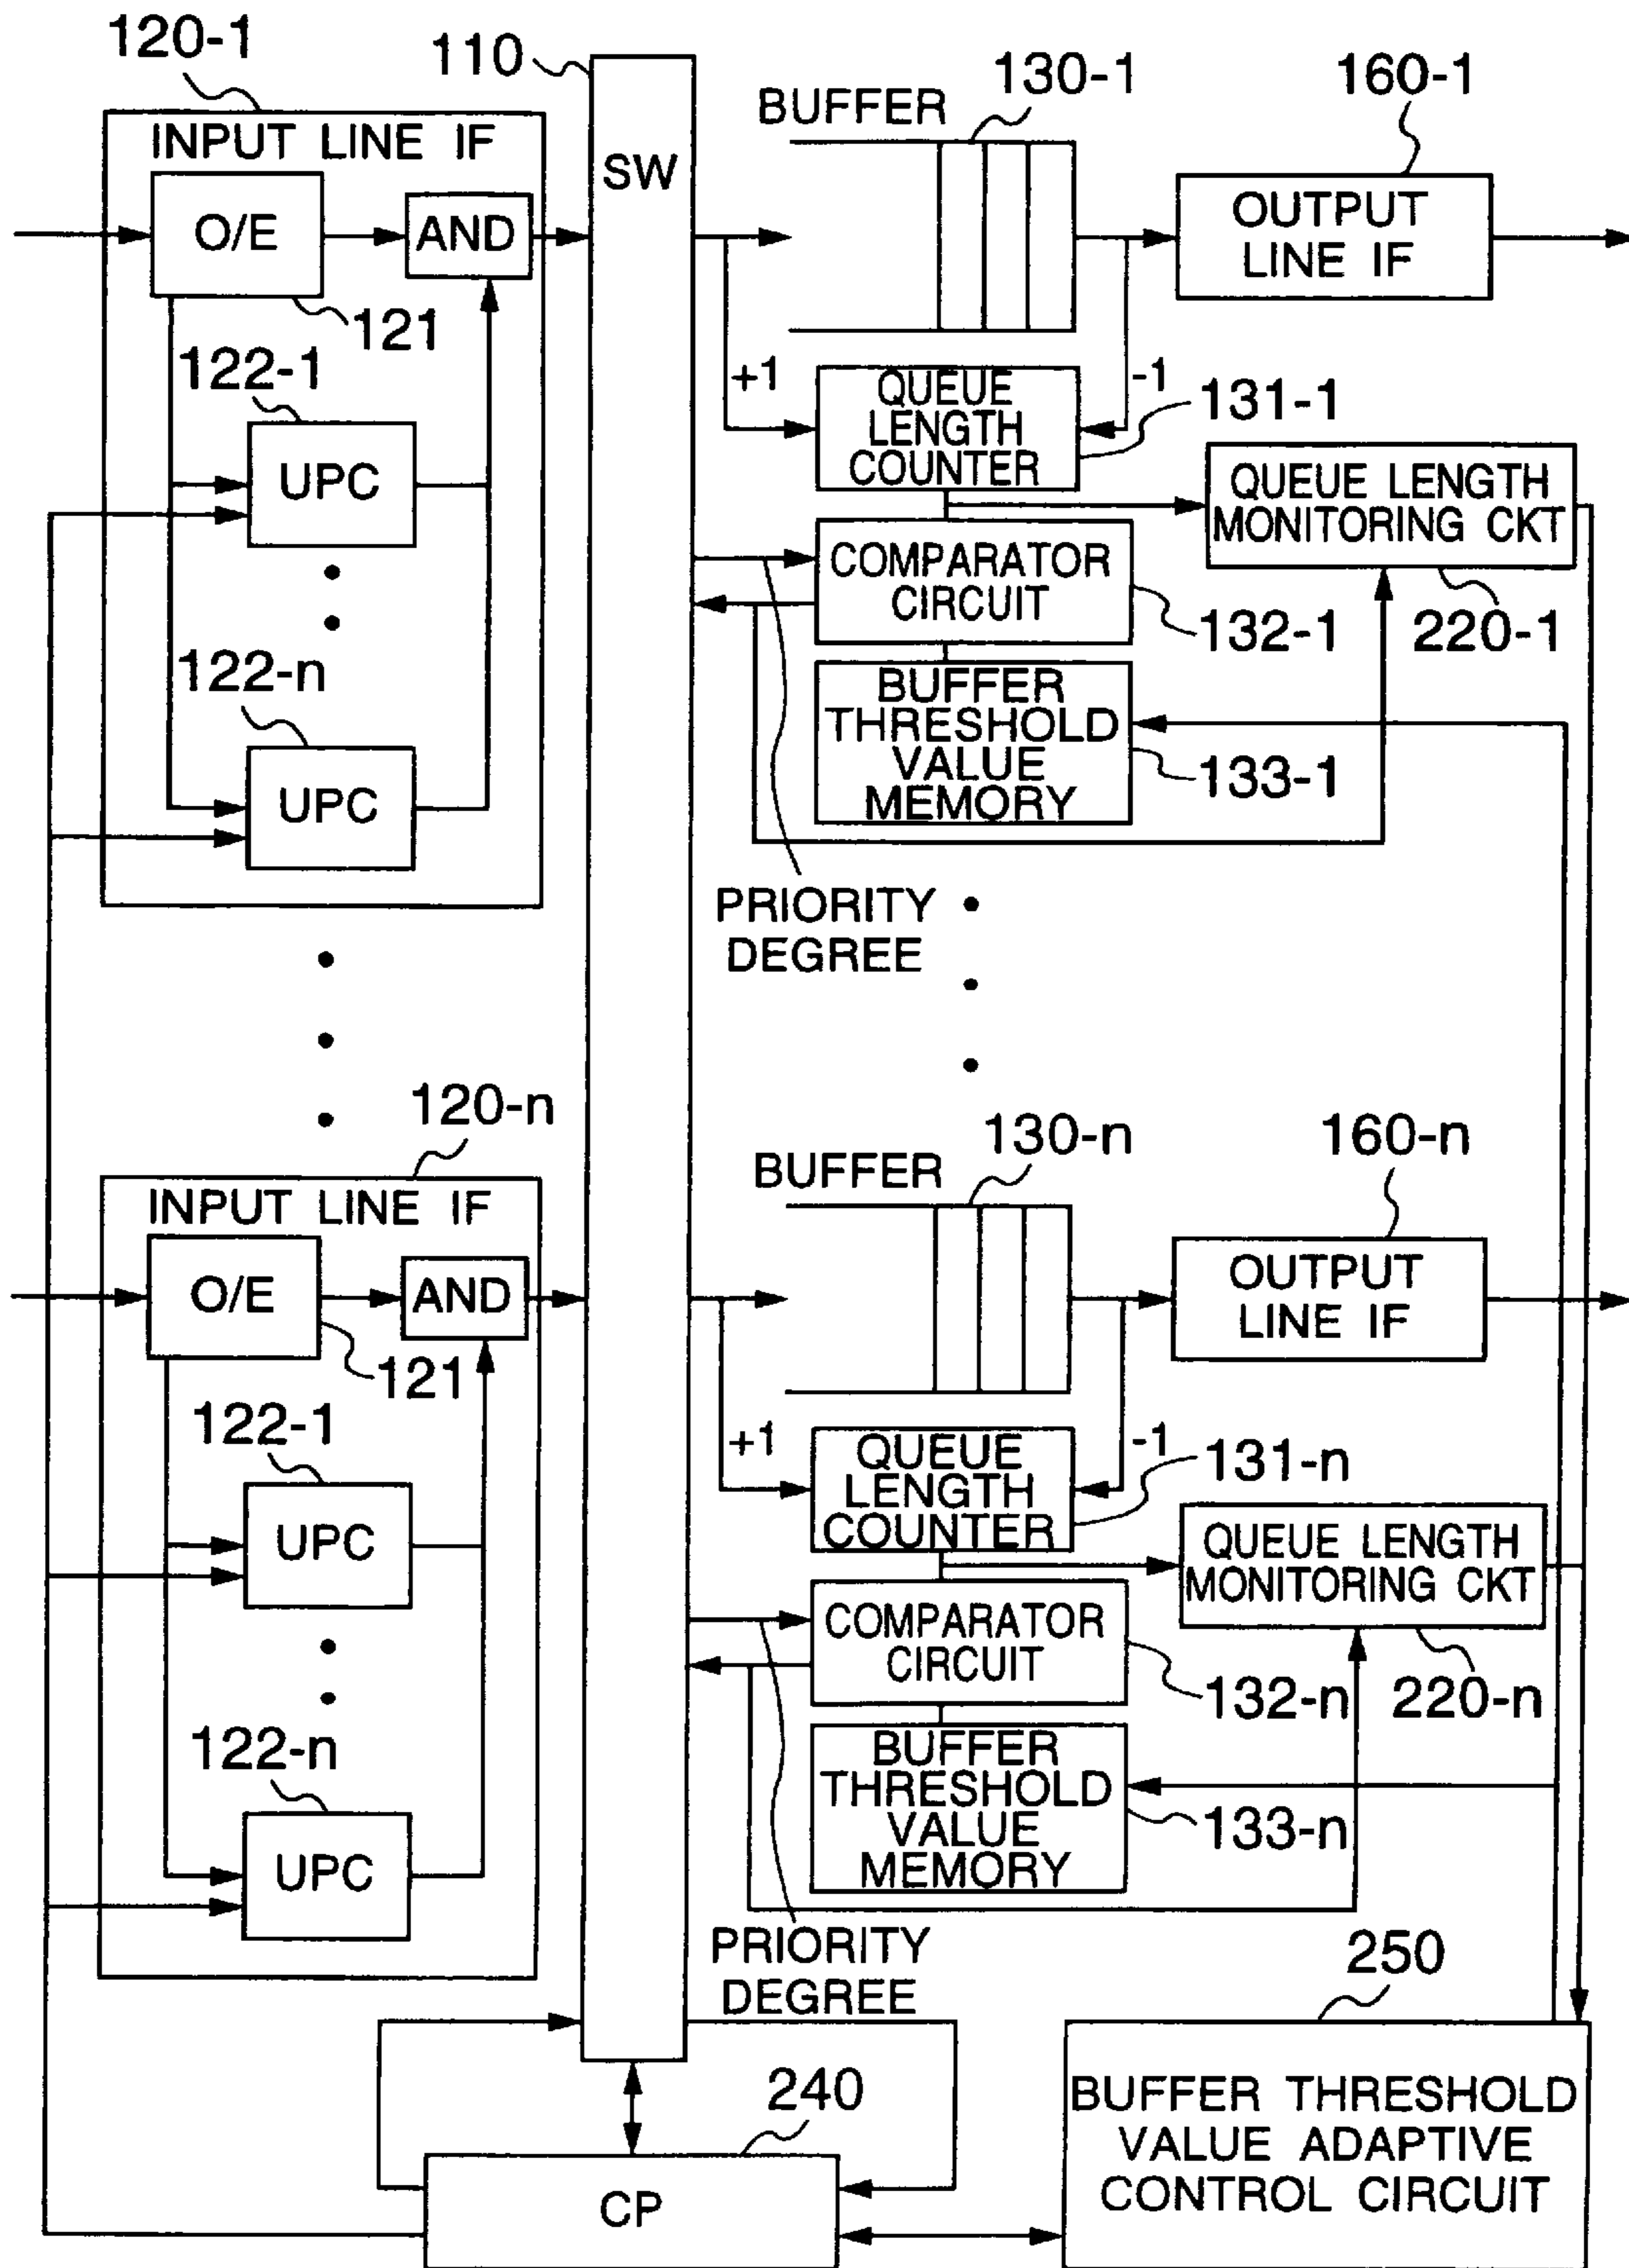 120-1
110
130-1
160-1
BUFFER
INPUT LINE IF
SW
O/E
AND
OUTPUT
LINE IF
121
122-1
+1
-1
QUEUE
LENGTH
COUNTER
131-1
UPC
QUEUE LENGTH
MONITORING CKT
COMPARATOR
CIRCUIT
132-1
220-1
122-n
BUFFER
THRESHOLD
VALUE
MEMORY
133-1
UPC
PRIORITY
DEGREE
120-n
130-n
160-n
BUFFER
INPUT LINE IF
O/E
AND
OUTPUT
LINE IF
121
122-1
+1
-1
QUEUE
LENGTH
COUNTER
131-n
UPC
QUEUE LENGTH
MONITORING CKT
COMPARATOR
CIRCUIT
132-n
220-n
122-n
BUFFER
THRESHOLD
VALUE
MEMORY
133-n
UPC
PRIORITY
DEGREE
250
240
BUFFER THRESHOLD
VALUE ADAPTIVE
CONTROL CIRCUIT
CP